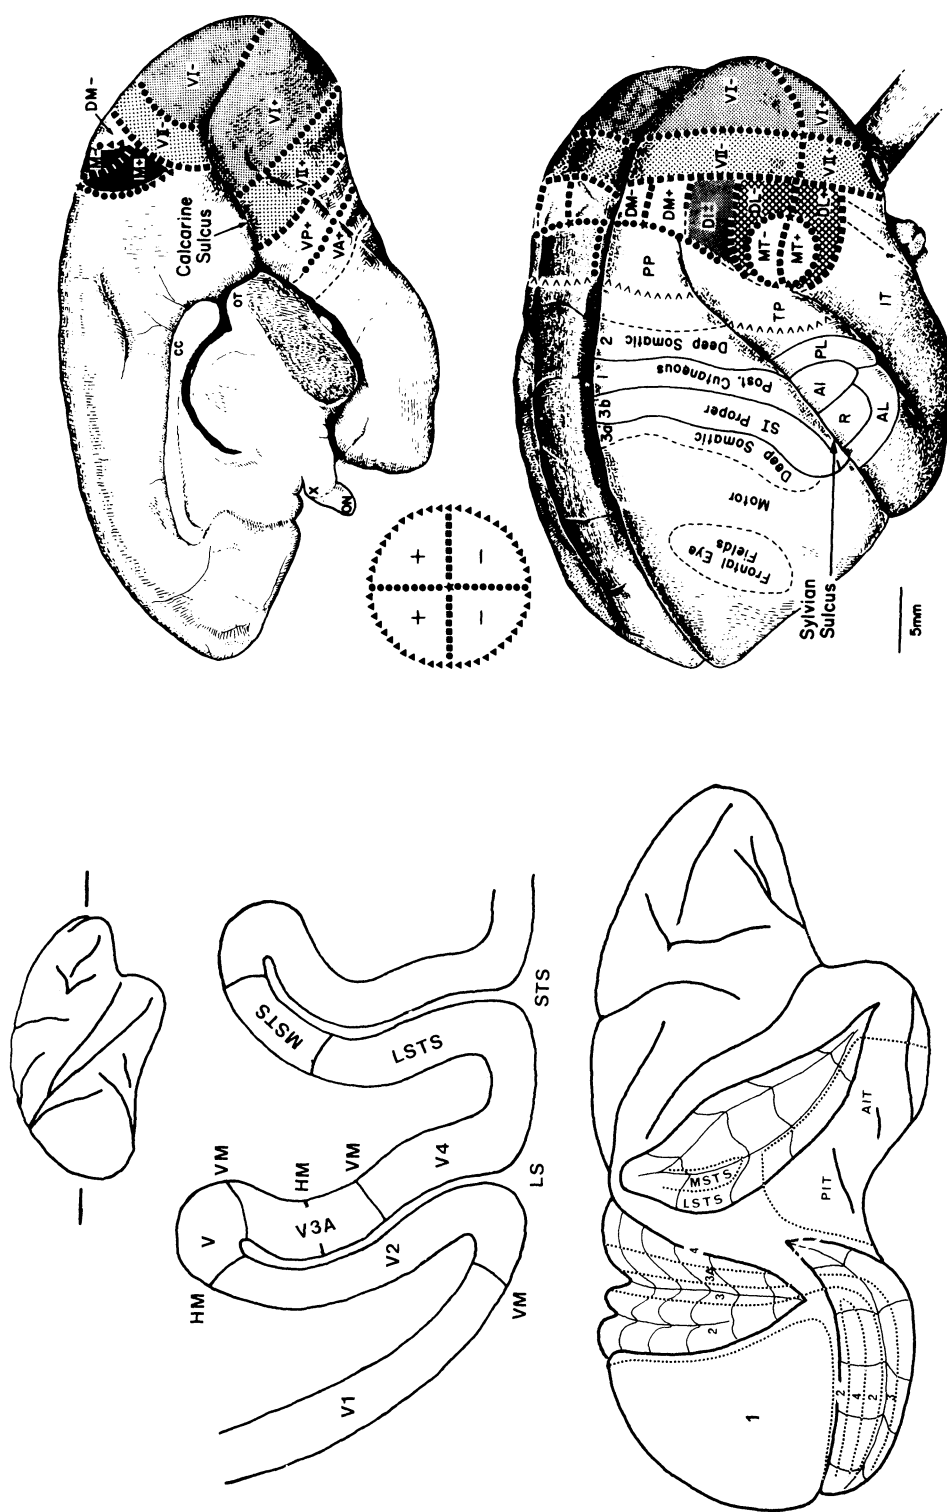 DM-
M-
M+
VI-
VII-
VI+
VII+
VP+
VA+
Calcarine
Sulcus
CC
OT
X
ON
+
+
-
-
VI-
VI-
VII-
VII+
DM-
DM+
DI±
DL-
DL+
MT-
MT+
PP
TP
IT
PL
AI
R
AL
2
Deep Somatic
1
Post. Cutaneous
3b
SI Proper
3a
Deep Somatic
Motor
Frontal Eye
Fields
Sylvian
Sulcus
5mm
MSTS
LSTS
STS
VM
HM
VM
V
V3A
V4
LS
V2
HM
VM
V1
MSTS
LSTS
AIT
PIT
4
3A
3
2
1
2
4
2
3